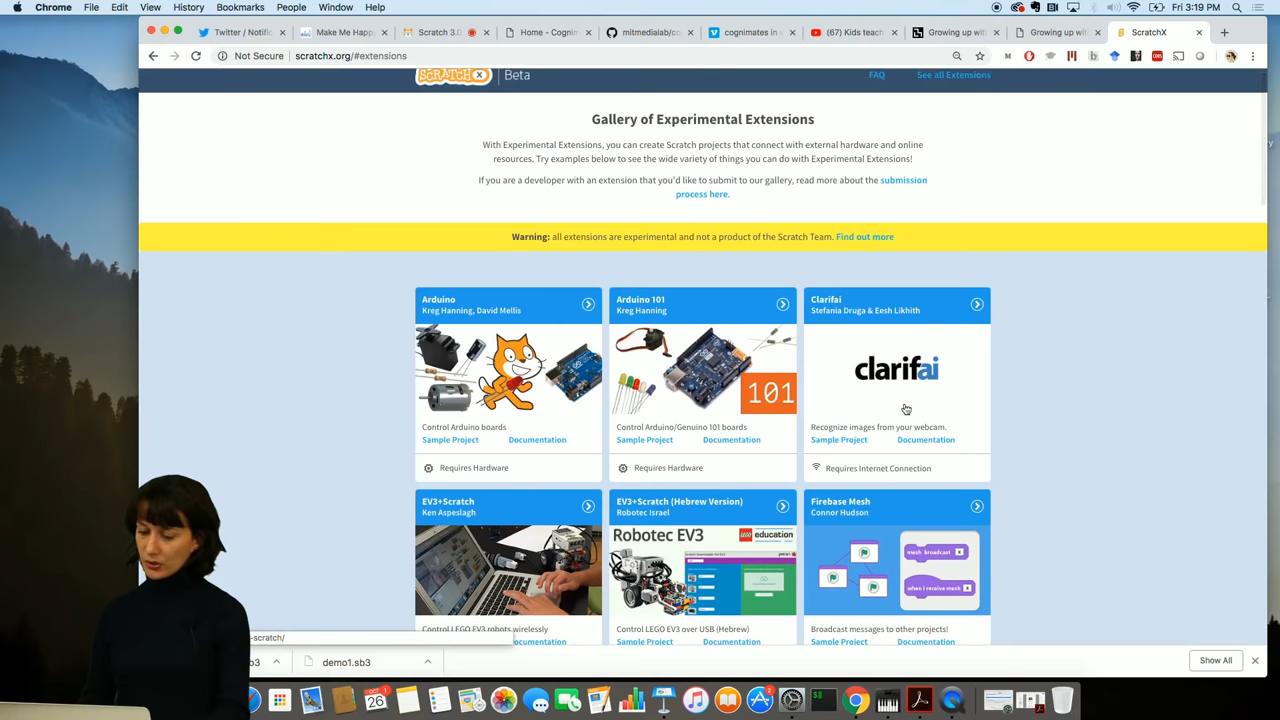 Chrome File Edit View History Bookmarks People Window Help Fri 3:19 PM
Twitter / Notific Make Me Happ Scratch 3.0 Home - Cogni mitmedialab/co cognimates in (67) Kids teach Growing up wi Growing up wi ScratchX
Not Secure scratchx.org/#extensions
SCRATCHX Beta FAQ See all Extensions
Gallery of Experimental Extensions
With Experimental Extensions, you can create Scratch projects that connect with external hardware and online
resources. Try examples below to see the wide variety of things you can do with Experimental Extensions!
If you are a developer with an extension that you'd like to submit to our gallery, read more about the submission
process here.
Warning: all extensions are experimental and not a product of the Scratch Team. Find out more
Arduino
Kreg Hanning, David Mellis
Control Arduino boards
Sample Project Documentation
Requires Hardware
Arduino 101
Kreg Hanning
101
Control Arduino/Genuino 101 boards
Sample Project Documentation
Requires Hardware
Clarifai
Stefania Druga & Eesh Likhith
clarifai
Recognize images from your webcam.
Sample Project Documentation
Requires Internet Connection
EV3+Scratch
Ken Aspeslagh
Control LEGO EV3 robots wirelessly
ocumentation
EV3+Scratch (Hebrew Version)
Robotec Israel
Robotec EV3 LEGO education
Control LEGO EV3 over USB (Hebrew)
Sample Project Documentation
Firebase Mesh
Connor Hudson
mesh broadcast
when I receive mesh
Broadcast messages to other projects!
Sample Project Documentation
-scratch/
b3 demo1.sb3 Show All
OCT
26